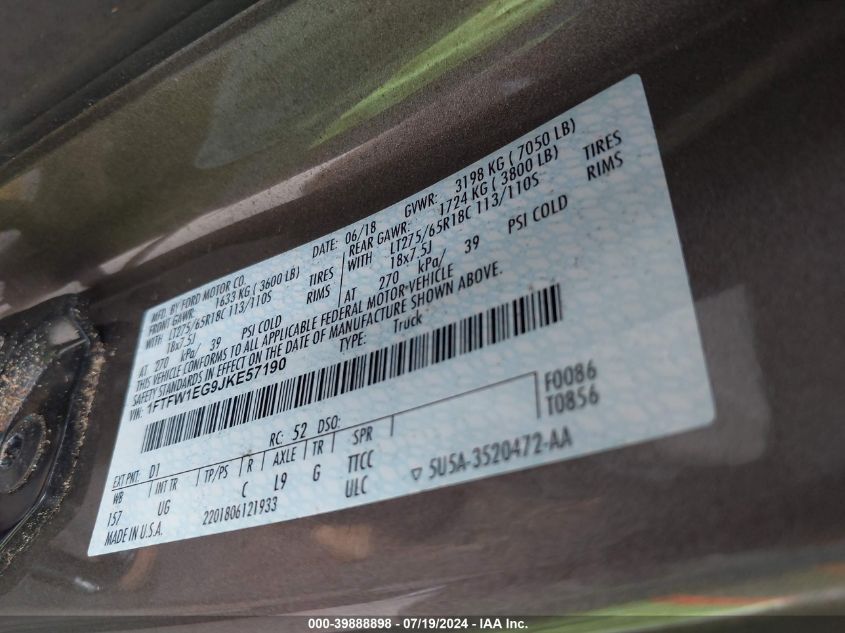 MFD. BY FORD MOTOR CO.
DATE: 06/18 GVWR: 3198 KG ( 7050 LB)
FRONT GAWR: 1633 KG ( 3600 LB) REAR GAWR: 1724 KG ( 3800 LB)
WITH LT275/65R18C 113/110S TIRES WITH LT275/65R18C 113/110S TIRES
18x7.5J RIMS 18x7.5J RIMS
AT 270 kPa/ 39 PSI COLD AT 270 kPa/ 39 PSI COLD
THIS VEHICLE CONFORMS TO ALL APPLICABLE FEDERAL MOTOR-VEHICLE
SAFETY STANDARDS IN EFFECT ON THE DATE OF MANUFACTURE SHOWN ABOVE.
VIN: 1FTFW1EG9JKE57190 TYPE: Truck
F0086
T0856
EXT PNT: D1 RC: 52 DSO:
WB INT TR TP/PS R AXLE TR SPR
157 UG C L9 G TTCC
2201806121933 ULC
MADE IN U.S.A. 5U5A-3520472-AA
000-39888898 - 07/19/2024 - IAA Inc.